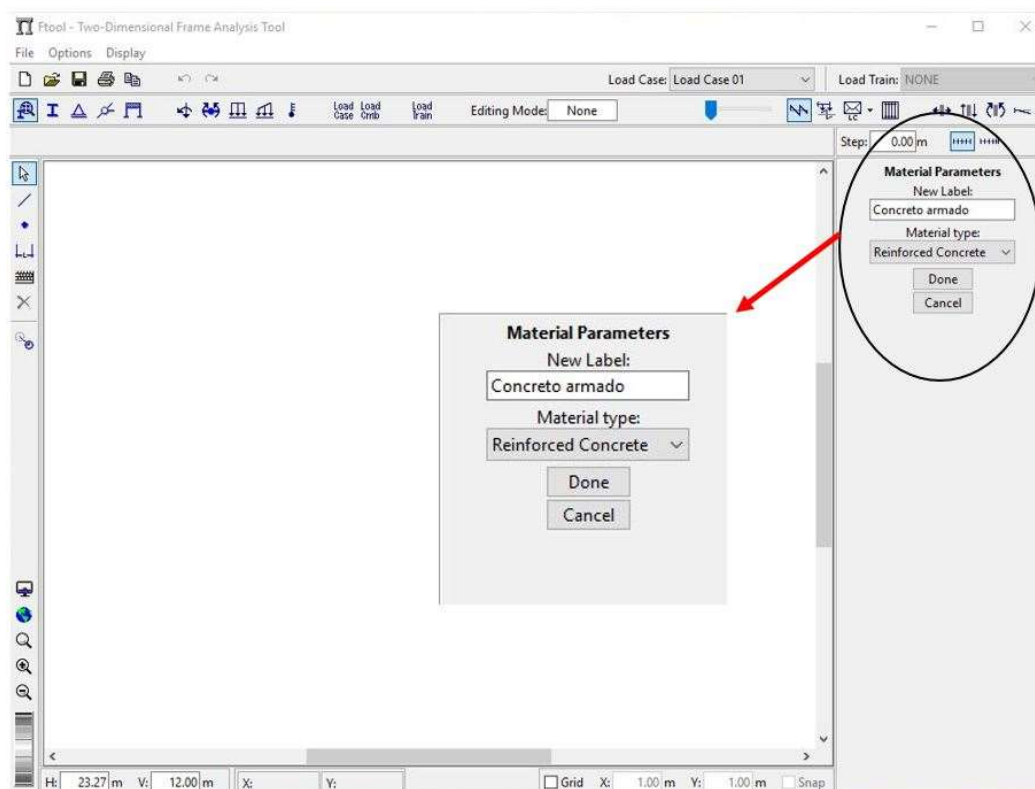 Ftool - Two-Dimensional Frame Analysis Tool
File Options Display
Load Case: Load Case 01 Load Train: NONE
Load Case Load Cmb Load Train Editing Mode: None LC
Step: 0.00 m
Material Parameters
New Label:
Concreto armado
Material type:
Reinforced Concrete
Done
Cancel
Material Parameters
New Label:
Concreto armado
Material type:
Reinforced Concrete
Done
Cancel
H: 23.27 m V: 12.00 m X: Y: Grid X: 1.00 m Y: 1.00 m Snap